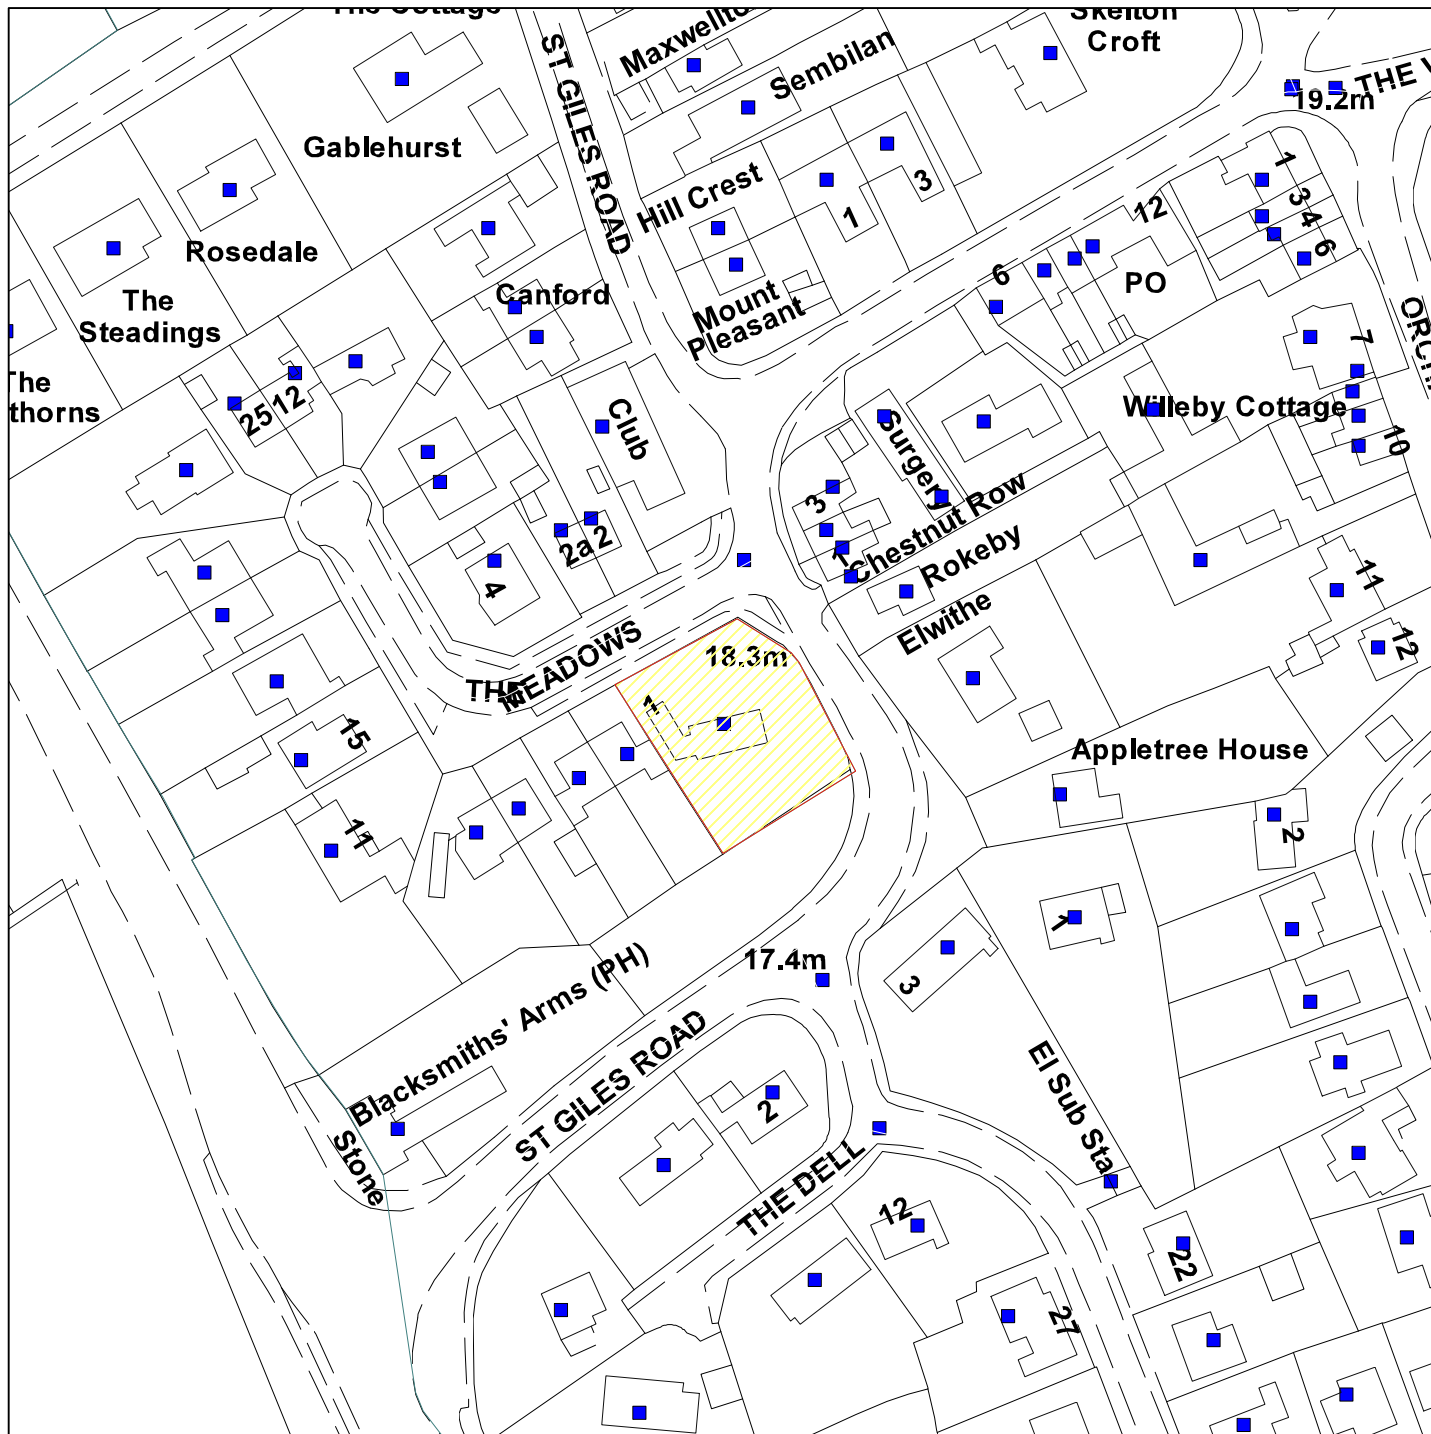 The Cottage
ST GILES ROAD
Maxwellto
Sembilan
Skelton
Croft
THE V
19.2m
Gablehurst
Hill Crest
1
3
12
1
3
4
6
Rosedale
The
Steadings
Canford
Mount
Pleasant
6
PO
ORCH
7
The
thorns
25
12
Club
Surgery
Willeby Cottage
10
3
1
Chestnut Row
Rokeby
2a
2
4
Elwithe
11
12
THE
MEADOWS
18.3m
1
15
Appletree House
11
2
1
3
17.4m
Blacksmiths' Arms (PH)
ST GILES ROAD
El Sub Sta
2
Stone
THE DELL
12
22
27